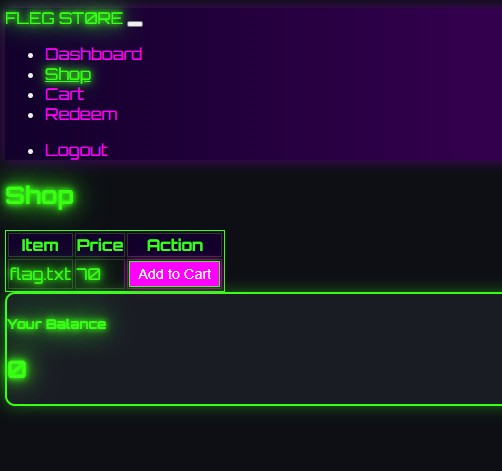 FLEG STØRE
Dashboard
Shop
Cart
Redeem
Logout
Shop
Item Price Action
flag.txt 70 Add to Cart
Your Balance
0